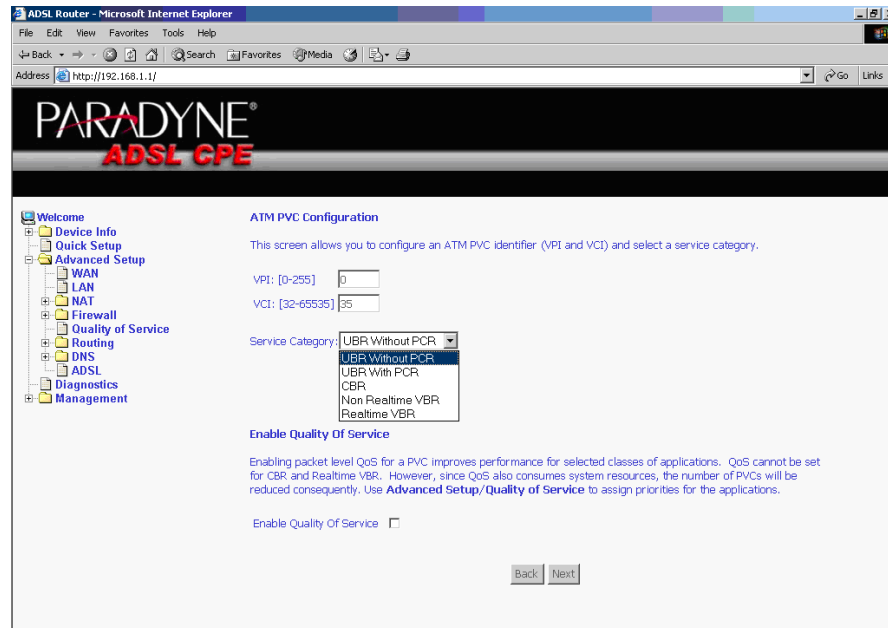 ADSL Router - Microsoft Internet Explorer
File Edit View Favorites Tools Help
Back Search Favorites Media
Address http://192.168.1.1/ Go Links
PARADYNE®
ADSL CPE
Welcome
Device Info
Quick Setup
Advanced Setup
WAN
LAN
NAT
Firewall
Quality of Service
Routing
DNS
ADSL
Diagnostics
Management
ATM PVC Configuration
This screen allows you to configure an ATM PVC identifier (VPI and VCI) and select a service category.
VPI: [0-255] 0
VCI: [32-65535] 35
Service Category: UBR Without PCR
UBR Without PCR
UBR With PCR
CBR
Non Realtime VBR
Realtime VBR
Enable Quality Of Service
Enabling packet level QoS for a PVC improves performance for selected classes of applications. QoS cannot be set
for CBR and Realtime VBR. However, since QoS also consumes system resources, the number of PVCs will be
reduced consequently. Use Advanced Setup/Quality of Service to assign priorities for the applications.
Enable Quality Of Service
Back Next